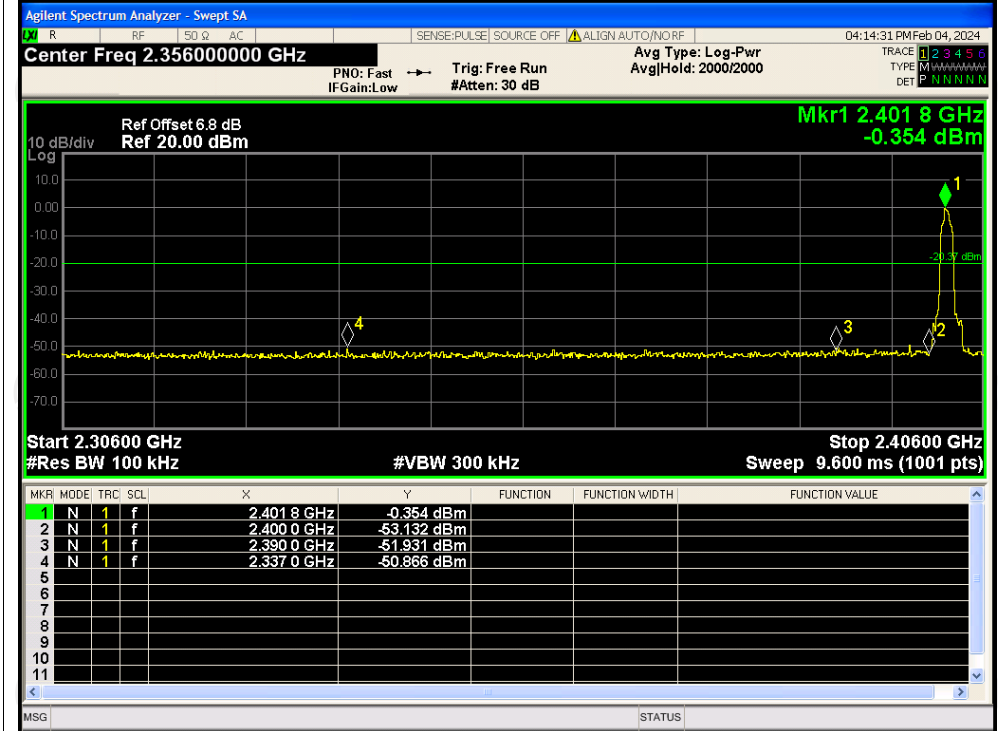 Agilent Spectrum Analyzer - Swept SA
LXI R RF 50 Ω AC SENSE:PULSE SOURCE OFF ALIGN AUTO/NO RF 04:14:31 PM Feb 04, 2024
Center Freq 2.356000000 GHz Avg Type: Log-Pwr TRACE 1 2 3 4 5 6
PNO: Fast Trig: Free Run Avg|Hold: 2000/2000 TYPE M
IFGain:Low #Atten: 30 dB DET P N N N N N
Mkr1 2.401 8 GHz
-0.354 dBm
Ref Offset 6.8 dB
10 dB/div Ref 20.00 dBm
Log
10.0
1
0.00
-10.0
-20.0
-20.37 dBm
-30.0
-40.0
4 3 2
-50.0
-60.0
-70.0
Start 2.30600 GHz Stop 2.40600 GHz
#Res BW 100 kHz #VBW 300 kHz Sweep 9.600 ms (1001 pts)
MKR MODE TRC SCL X Y FUNCTION FUNCTION WIDTH FUNCTION VALUE
1 N 1 f 2.401 8 GHz -0.354 dBm
2 N 1 f 2.400 0 GHz -53.132 dBm
3 N 1 f 2.390 0 GHz -51.931 dBm
4 N 1 f 2.337 0 GHz -50.866 dBm
5
6
7
8
9
10
11
MSG STATUS